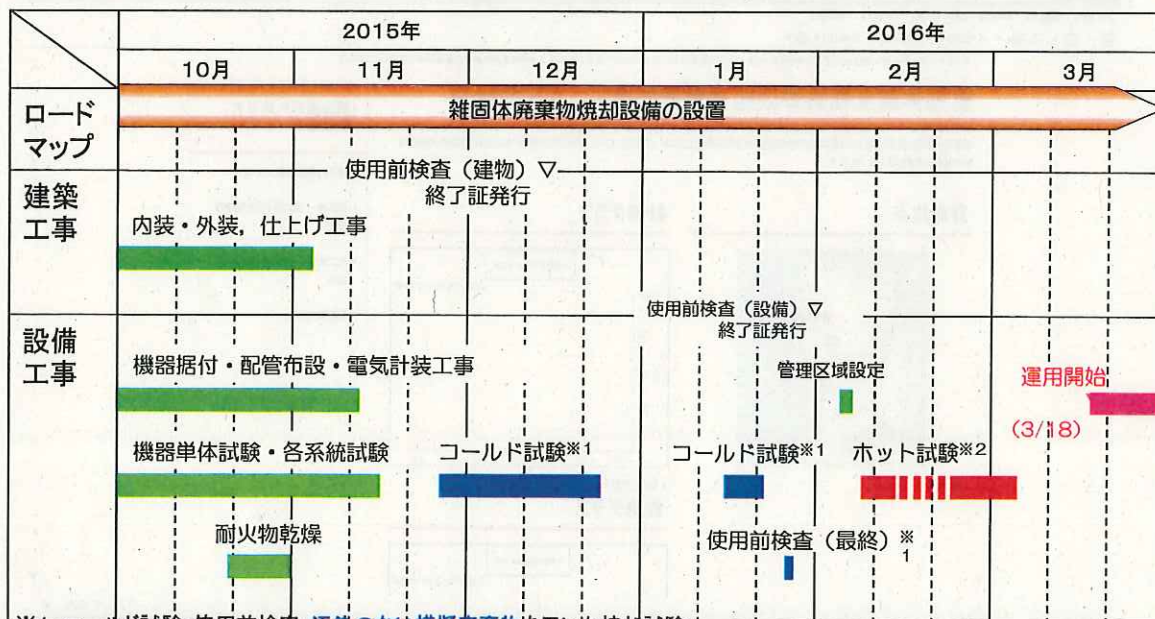 2015年 2016年
10月 11月 12月 1月 2月 3月
ロード
マップ
雑固体廃棄物焼却設備の設置
建築
工事
使用前検査（建物）▽
終了証発行
内装・外装，仕上げ工事
設備
工事
使用前検査（設備）▽
終了証発行
機器据付・配管布設・電気計装工事
管理区域設定
運用開始
(3/18)
機器単体試験・各系統試験
コールド試験※1
コールド試験※1
ホット試験※2
耐火物乾燥
使用前検査（最終）※1